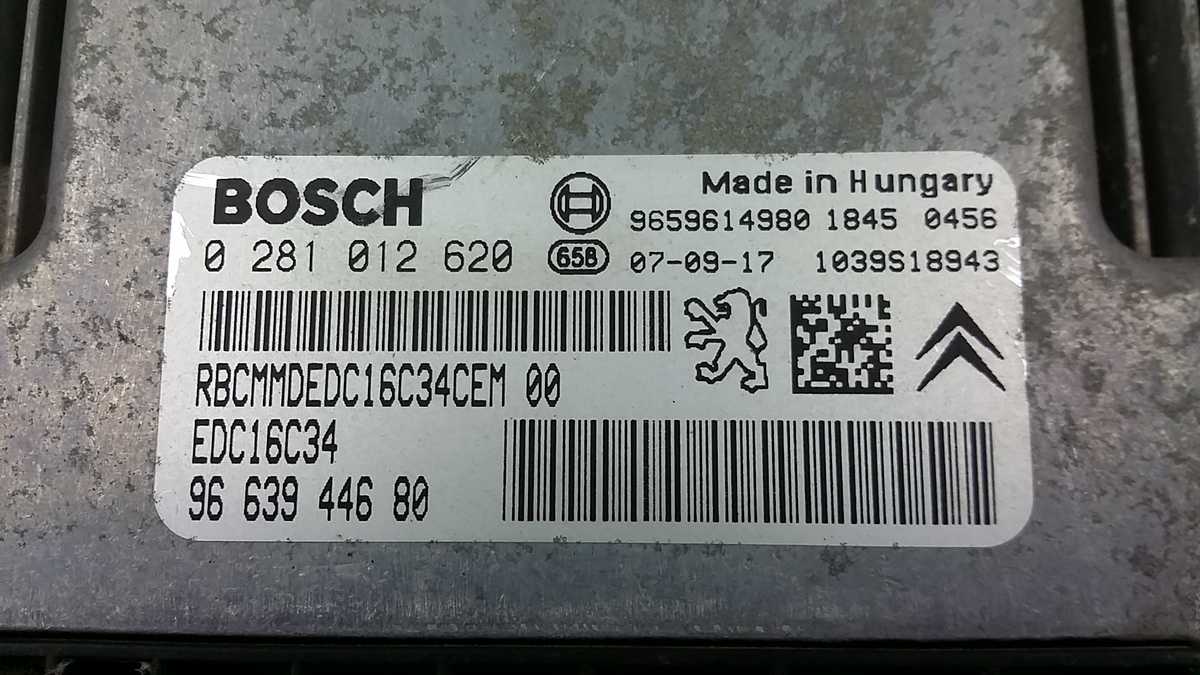 BOSCH
Made in Hungary
9659614980 1845 0456
0 281 012 620
658
07-09-17 1039S18943
RBCMMDEDC16C34CEM 00
EDC16C34
96 639 446 80